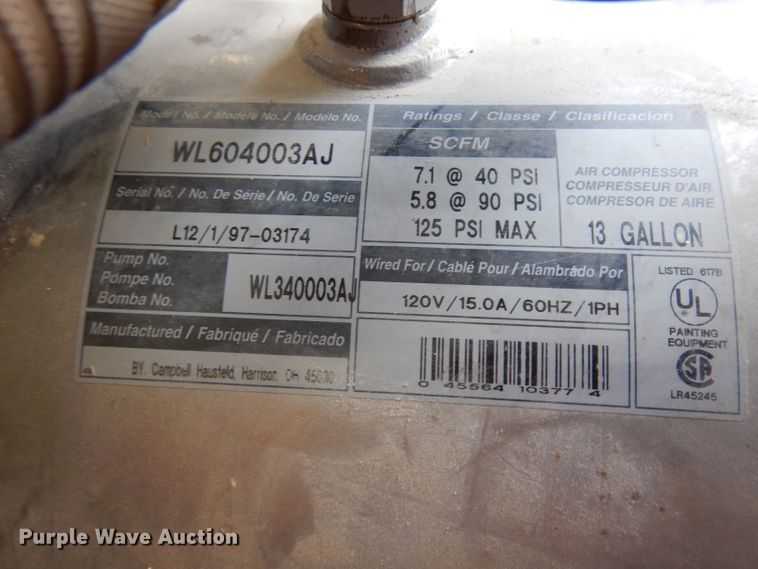 Model No. / Modele No. / Modelo No.
WL604003AJ
Serial No. / No. De Série / No. De Serie
L12/1/97-03174
Pump No.
Pompe No.
Bomba No.
WL340003AJ
Manufactured / Fabriqué / Fabricado
BY. Campbell Hausfeld, Harrison OH 45030
Ratings / Classe / Clasificacion
SCFM
7.1 @ 40 PSI
5.8 @ 90 PSI
125 PSI MAX
AIR COMPRESSOR
COMPRESSEUR D'AIR
COMPRESOR DE AIRE
13 GALLON
Wired For / Cablé Pour / Alambrado Por
120V/15.0A/60HZ/1PH
0 45564 10377 4
LISTED 617B
UL
PAINTING
EQUIPMENT
SA
LR45245
Purple Wave Auction